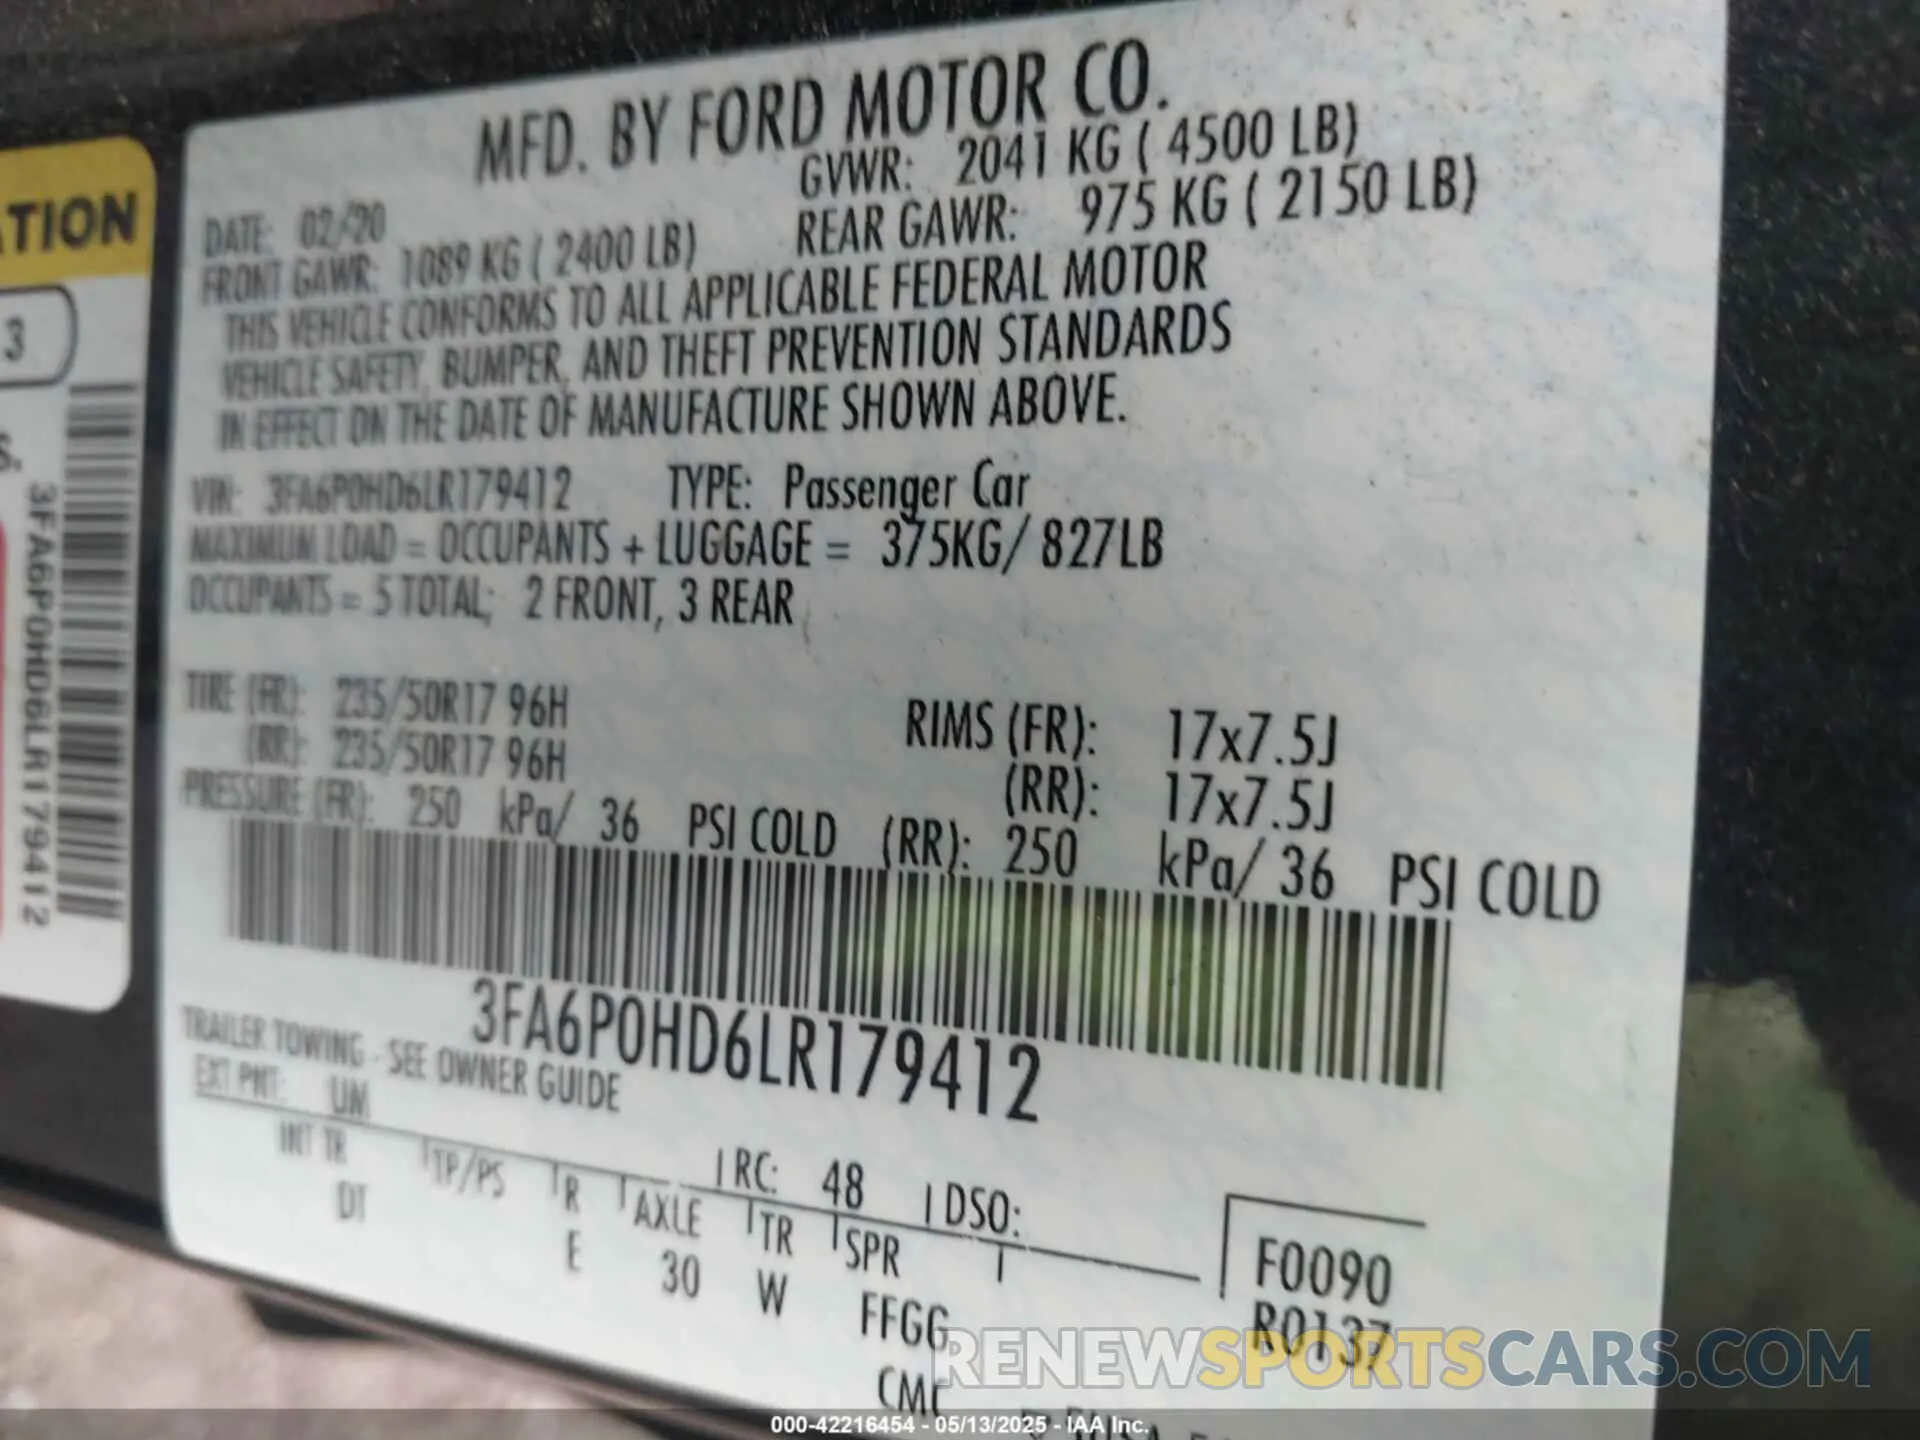 MFD. BY FORD MOTOR CO.
DATE: 02/20 GVWR: 2041 KG ( 4500 LB)
FRONT GAWR: 1089 KG ( 2400 LB) REAR GAWR: 975 KG ( 2150 LB)
THIS VEHICLE CONFORMS TO ALL APPLICABLE FEDERAL MOTOR
VEHICLE SAFETY, BUMPER, AND THEFT PREVENTION STANDARDS
IN EFFECT ON THE DATE OF MANUFACTURE SHOWN ABOVE.
VIN: 3FA6P0HD6LR179412 TYPE: Passenger Car
MAXIMUM LOAD = OCCUPANTS + LUGGAGE = 375KG/ 827LB
OCCUPANTS = 5 TOTAL; 2 FRONT, 3 REAR
TIRE (FR): 235/50R17 96H RIMS (FR): 17x7.5J
(RR): 235/50R17 96H (RR): 17x7.5J
PRESSURE (FR): 250 kPa/ 36 PSI COLD (RR): 250 kPa/ 36 PSI COLD
3FA6P0HD6LR179412
TRAILER TOWING - SEE OWNER GUIDE
EXT PNT: UM RC: 48 DSO:
INT TR TP/PS R AXLE TR SPR
DT E 30 W FFGG
F0090
R0137
ATION
3
S.
3FA6P0HD6LR179412
RENEWSPORTSCARS.COM
000-42216454 - 05/13/2025 - IAA Inc.